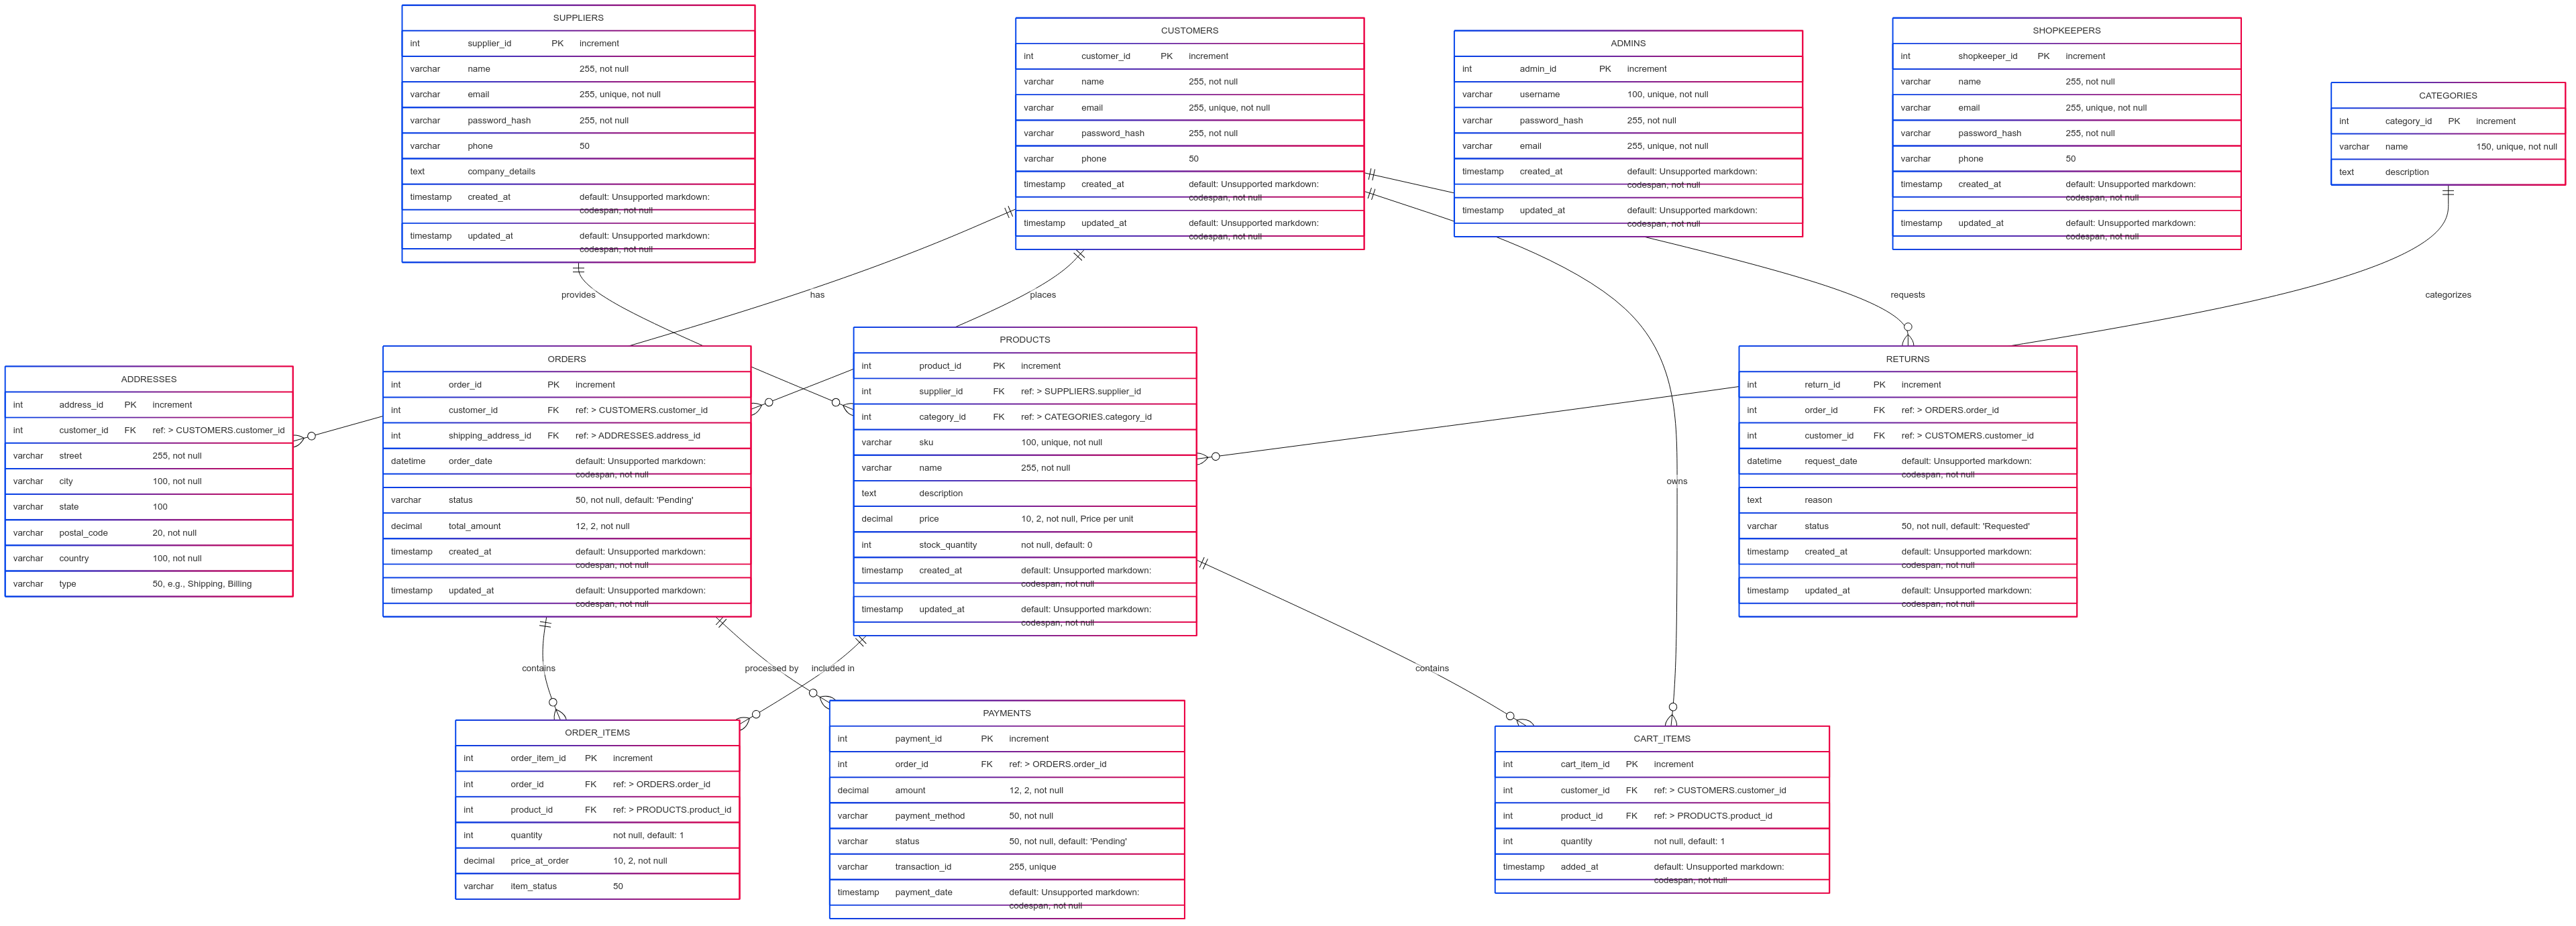 SUPPLIERS
int supplier_id PK increment
varchar name 255, not null
varchar email 255, unique, not null
varchar password_hash 255, not null
varchar phone 50
text company_details
timestamp created_at default: Unsupported markdown:
codespan, not null
timestamp updated_at default: Unsupported markdown:
codespan, not null
CUSTOMERS
int customer_id PK increment
varchar name 255, not null
varchar email 255, unique, not null
varchar password_hash 255, not null
varchar phone 50
timestamp created_at default: Unsupported markdown:
codespan, not null
timestamp updated_at default: Unsupported markdown:
codespan, not null
ADMINS
int admin_id PK increment
varchar username 100, unique, not null
varchar password_hash 255, not null
varchar email 255, unique, not null
timestamp created_at default: Unsupported markdown:
codespan, not null
timestamp updated_at default: Unsupported markdown:
codespan, not null
SHOPKEEPERS
int shopkeeper_id PK increment
varchar name 255, not null
varchar email 255, unique, not null
varchar password_hash 255, not null
varchar phone 50
timestamp created_at default: Unsupported markdown:
codespan, not null
timestamp updated_at default: Unsupported markdown:
codespan, not null
CATEGORIES
int category_id PK increment
varchar name 150, unique, not null
text description
provides
has
places
requests
categorizes
ADDRESSES
int address_id PK increment
int customer_id FK ref: > CUSTOMERS.customer_id
varchar street 255, not null
varchar city 100, not null
varchar state 100
varchar postal_code 20, not null
varchar country 100, not null
varchar type 50, e.g., Shipping, Billing
ORDERS
int order_id PK increment
int customer_id FK ref: > CUSTOMERS.customer_id
int shipping_address_id FK ref: > ADDRESSES.address_id
datetime order_date default: Unsupported markdown:
codespan, not null
varchar status 50, not null, default: 'Pending'
decimal total_amount 12, 2, not null
timestamp created_at default: Unsupported markdown:
codespan, not null
timestamp updated_at default: Unsupported markdown:
codespan, not null
PRODUCTS
int product_id PK increment
int supplier_id FK ref: > SUPPLIERS.supplier_id
int category_id FK ref: > CATEGORIES.category_id
varchar sku 100, unique, not null
varchar name 255, not null
text description
decimal price 10, 2, not null, Price per unit
int stock_quantity not null, default: 0
timestamp created_at default: Unsupported markdown:
codespan, not null
timestamp updated_at default: Unsupported markdown:
codespan, not null
owns
RETURNS
int return_id PK increment
int order_id FK ref: > ORDERS.order_id
int customer_id FK ref: > CUSTOMERS.customer_id
datetime request_date default: Unsupported markdown:
codespan, not null
text reason
varchar status 50, not null, default: 'Requested'
timestamp created_at default: Unsupported markdown:
codespan, not null
timestamp updated_at default: Unsupported markdown:
codespan, not null
contains
processed by
included in
contains
ORDER_ITEMS
int order_item_id PK increment
int order_id FK ref: > ORDERS.order_id
int product_id FK ref: > PRODUCTS.product_id
int quantity not null, default: 1
decimal price_at_order 10, 2, not null
varchar item_status 50
PAYMENTS
int payment_id PK increment
int order_id FK ref: > ORDERS.order_id
decimal amount 12, 2, not null
varchar payment_method 50, not null
varchar status 50, not null, default: 'Pending'
varchar transaction_id 255, unique
timestamp payment_date default: Unsupported markdown:
codespan, not null
CART_ITEMS
int cart_item_id PK increment
int customer_id FK ref: > CUSTOMERS.customer_id
int product_id FK ref: > PRODUCTS.product_id
int quantity not null, default: 1
timestamp added_at default: Unsupported markdown:
codespan, not null